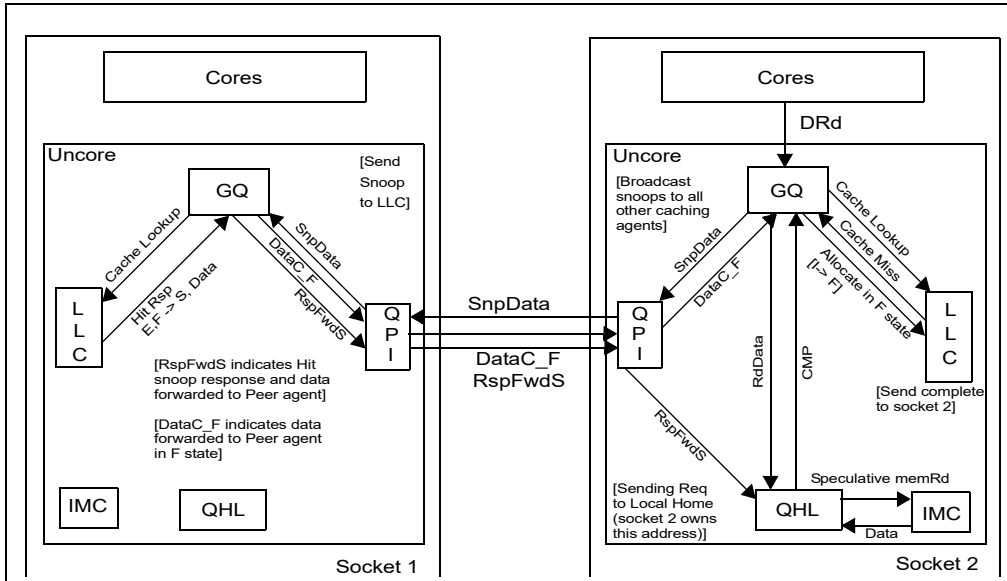 Cores
Uncore
[Send
Snoop
to LLC]
GQ
Cache Lookup
Hit Rsp
E,F -> S, Data
SnpData
DataC_F
RspFwdS
L
L
C
Q
P
I
[RspFwdS indicates Hit
snoop response and data
forwarded to Peer agent]
[DataC_F indicates data
forwarded to Peer agent
in F state]
IMC
QHL
Socket 1
SnpData
DataC_F
RspFwdS
Cores
DRd
Uncore
[Broadcast
snoops to all
other caching
agents]
GQ
SnpData
DataC_F
Cache Lookup
Cache Miss
Allocate in F state
[I-> F]
Q
P
I
L
L
C
RdData
CMP
[Send complete
to socket 2]
RspFwdS
[Sending Req
to Local Home
(socket 2 owns
this address)]
QHL
Speculative memRd
Data
IMC
Socket 2